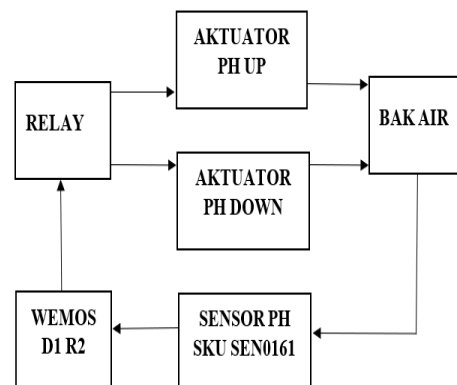 AKTUATOR
PH UP
RELAY
BAK AIR
AKTUATOR
PH DOWN
WEMOS
D1 R2
SENSOR PH
SKU SEN0161